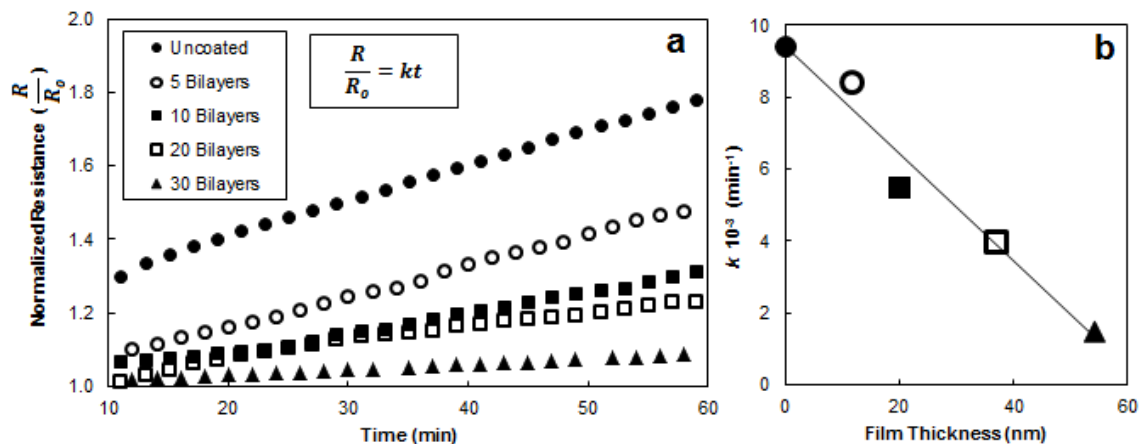 a
Normalized Resistance (R/Rₒ)
2.0
1.8
1.6
1.4
1.2
1.0
Uncoated
5 Bilayers
10 Bilayers
20 Bilayers
30 Bilayers
R/Rₒ = kt
10 20 30 40 50 60
Time (min)
b
k 10⁻³ (min⁻¹)
10
8
6
4
2
0
0 20 40 60
Film Thickness (nm)